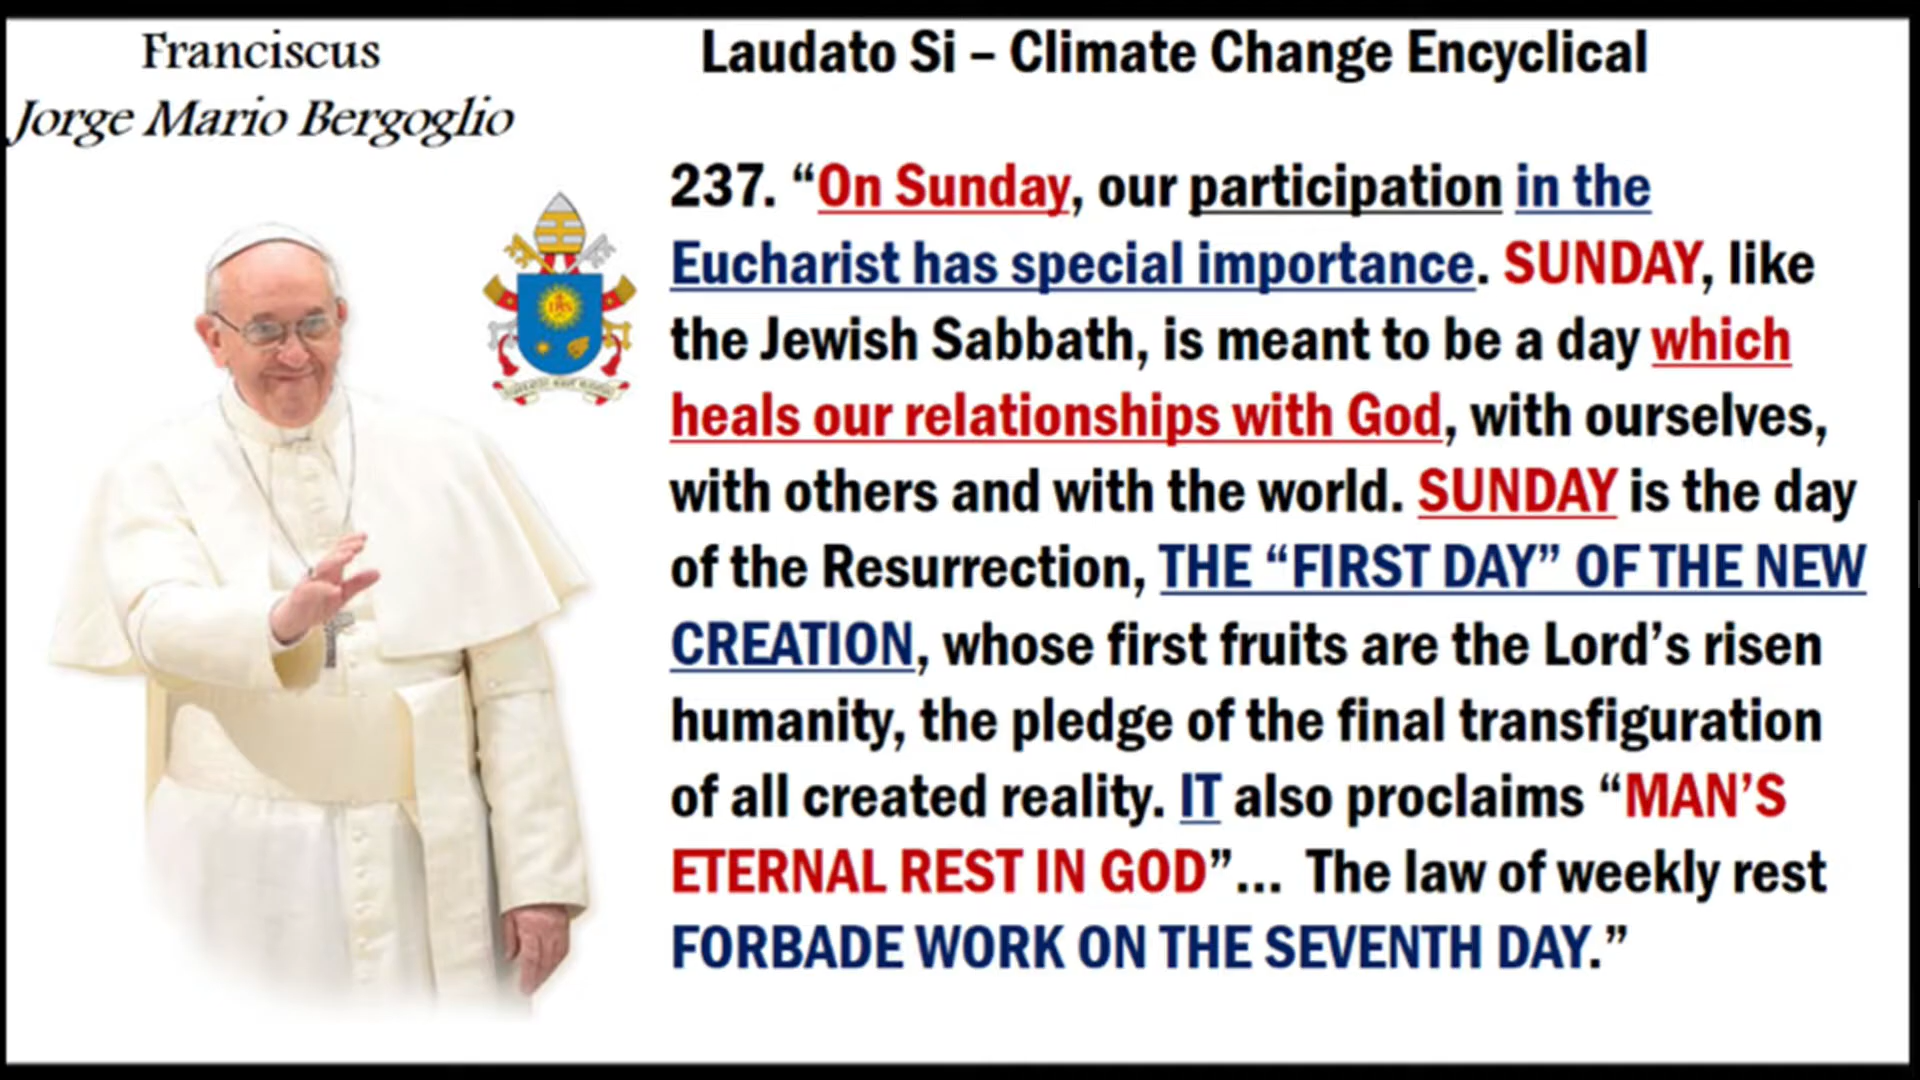 Franciscus
Jorge Mario Bergoglio
Laudato Si – Climate Change Encyclical
237. “On Sunday, our participation in the
Eucharist has special importance. SUNDAY, like
the Jewish Sabbath, is meant to be a day which
heals our relationships with God, with ourselves,
with others and with the world. SUNDAY is the day
of the Resurrection, THE “FIRST DAY” OF THE NEW
CREATION, whose first fruits are the Lord’s risen
humanity, the pledge of the final transfiguration
of all created reality. IT also proclaims “MAN’S
ETERNAL REST IN GOD”... The law of weekly rest
FORBADE WORK ON THE SEVENTH DAY.”